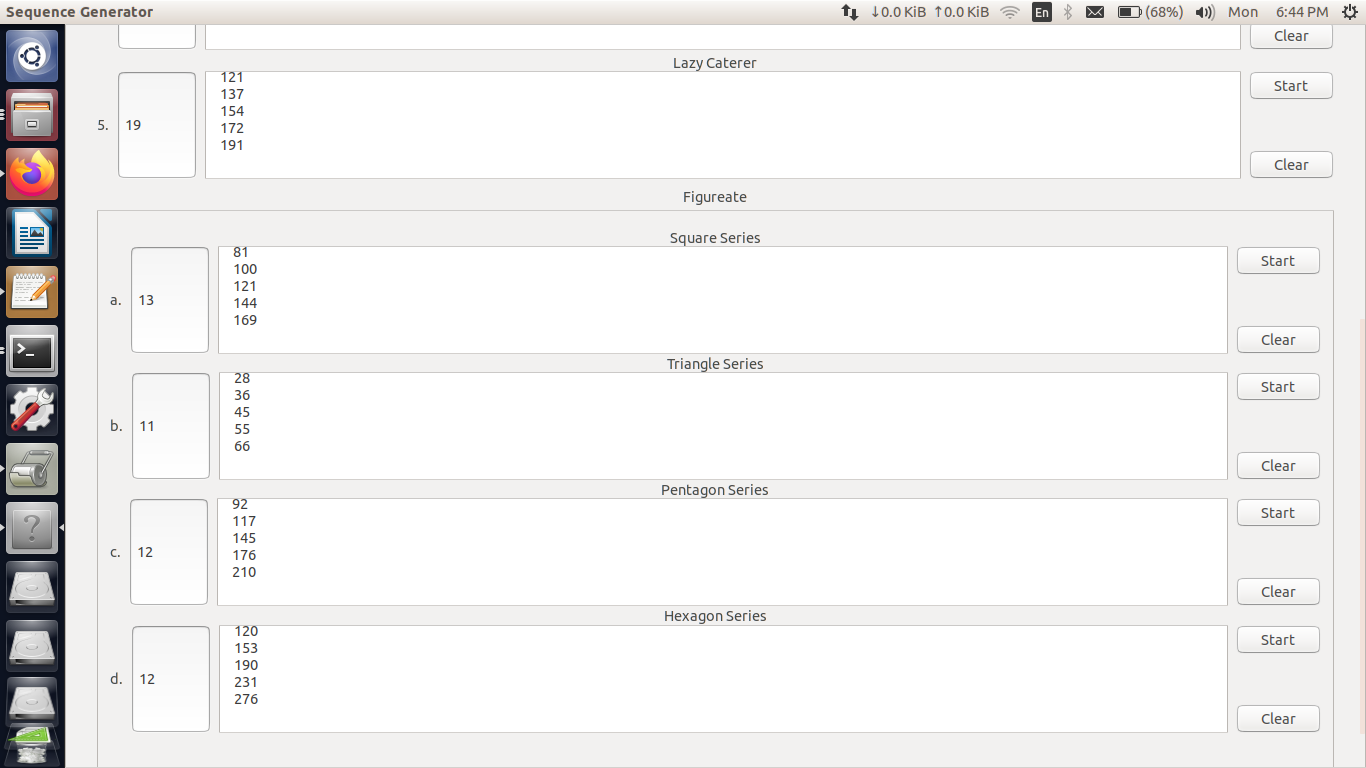 Sequence Generator
↓0.0 KiB ↑0.0 KiB En (68%) Mon 6:44 PM
Clear
Lazy Caterer
121
137
154
172
191
5. 19
Start
Clear
Figureate
Square Series
81
100
121
144
169
a. 13
Start
Clear
Triangle Series
28
36
45
55
66
b. 11
Start
Clear
Pentagon Series
92
117
145
176
210
c. 12
Start
Clear
Hexagon Series
120
153
190
231
276
d. 12
Start
Clear